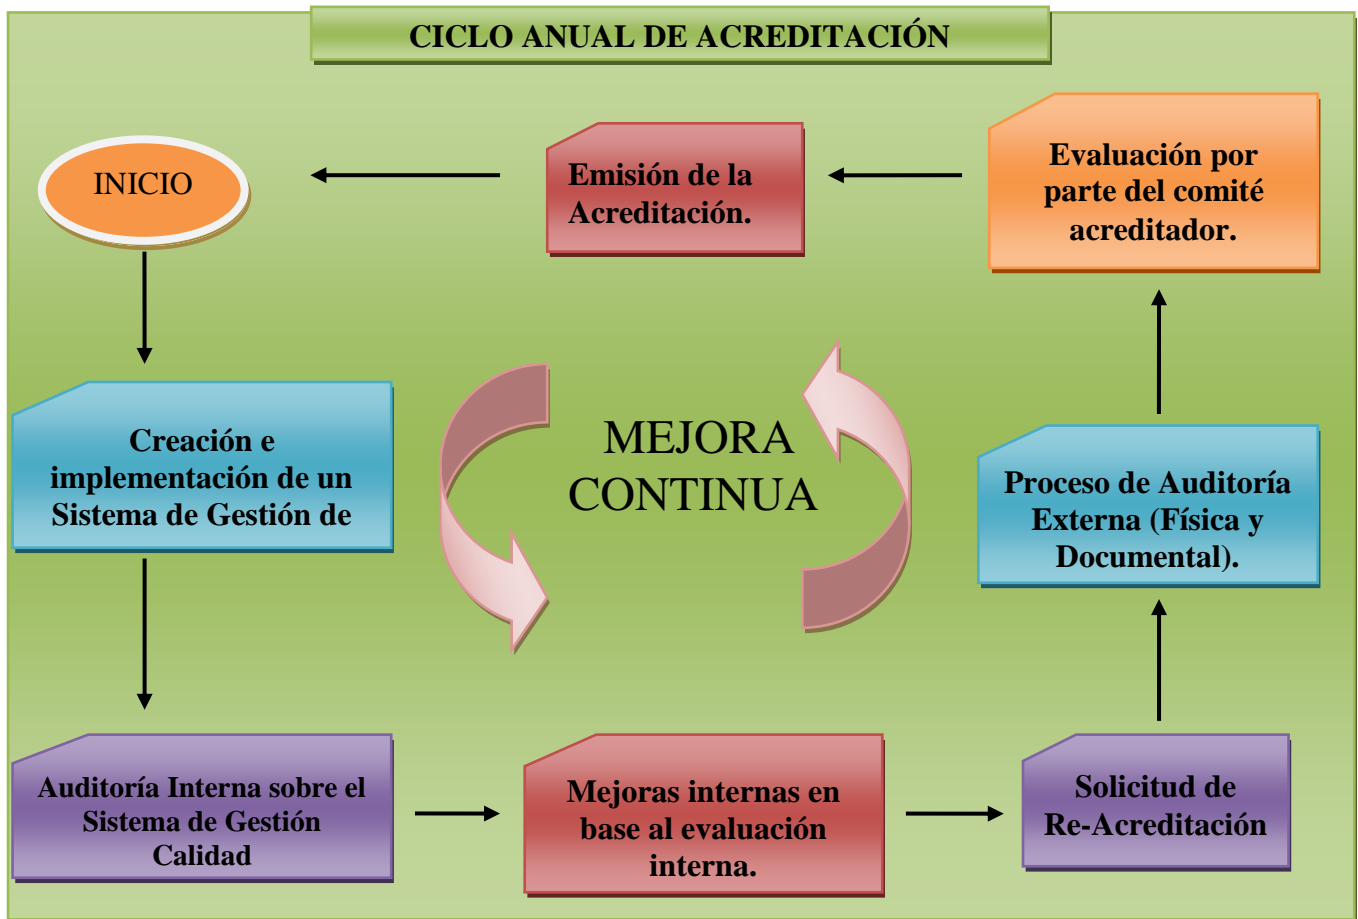 CICLO ANUAL DE ACREDITACIÓN
INICIO
Creación e
implementación de un
Sistema de Gestión de
Auditoría Interna sobre el
Sistema de Gestión
Calidad
Mejoras internas en
base al evaluación
interna.
Solicitud de
Re-Acreditación
Proceso de Auditoría
Externa (Física y
Documental).
Evaluación por
parte del comité
acreditador.
Emisión de la
Acreditación.
MEJORA
CONTINUA